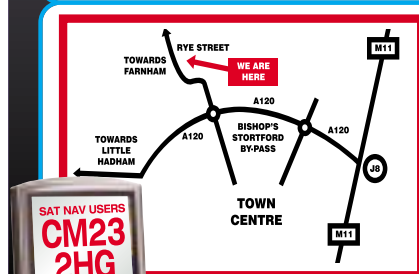 RYE STREET
M11
TOWARDS
FARNHAM
WE ARE
HERE
A120
A120
BISHOP'S
STORTFORD
BY-PASS
A120
TOWARDS
LITTLE
HADHAM
J8
TOWN
CENTRE
M11
SAT NAV USERS
CM23
2HG